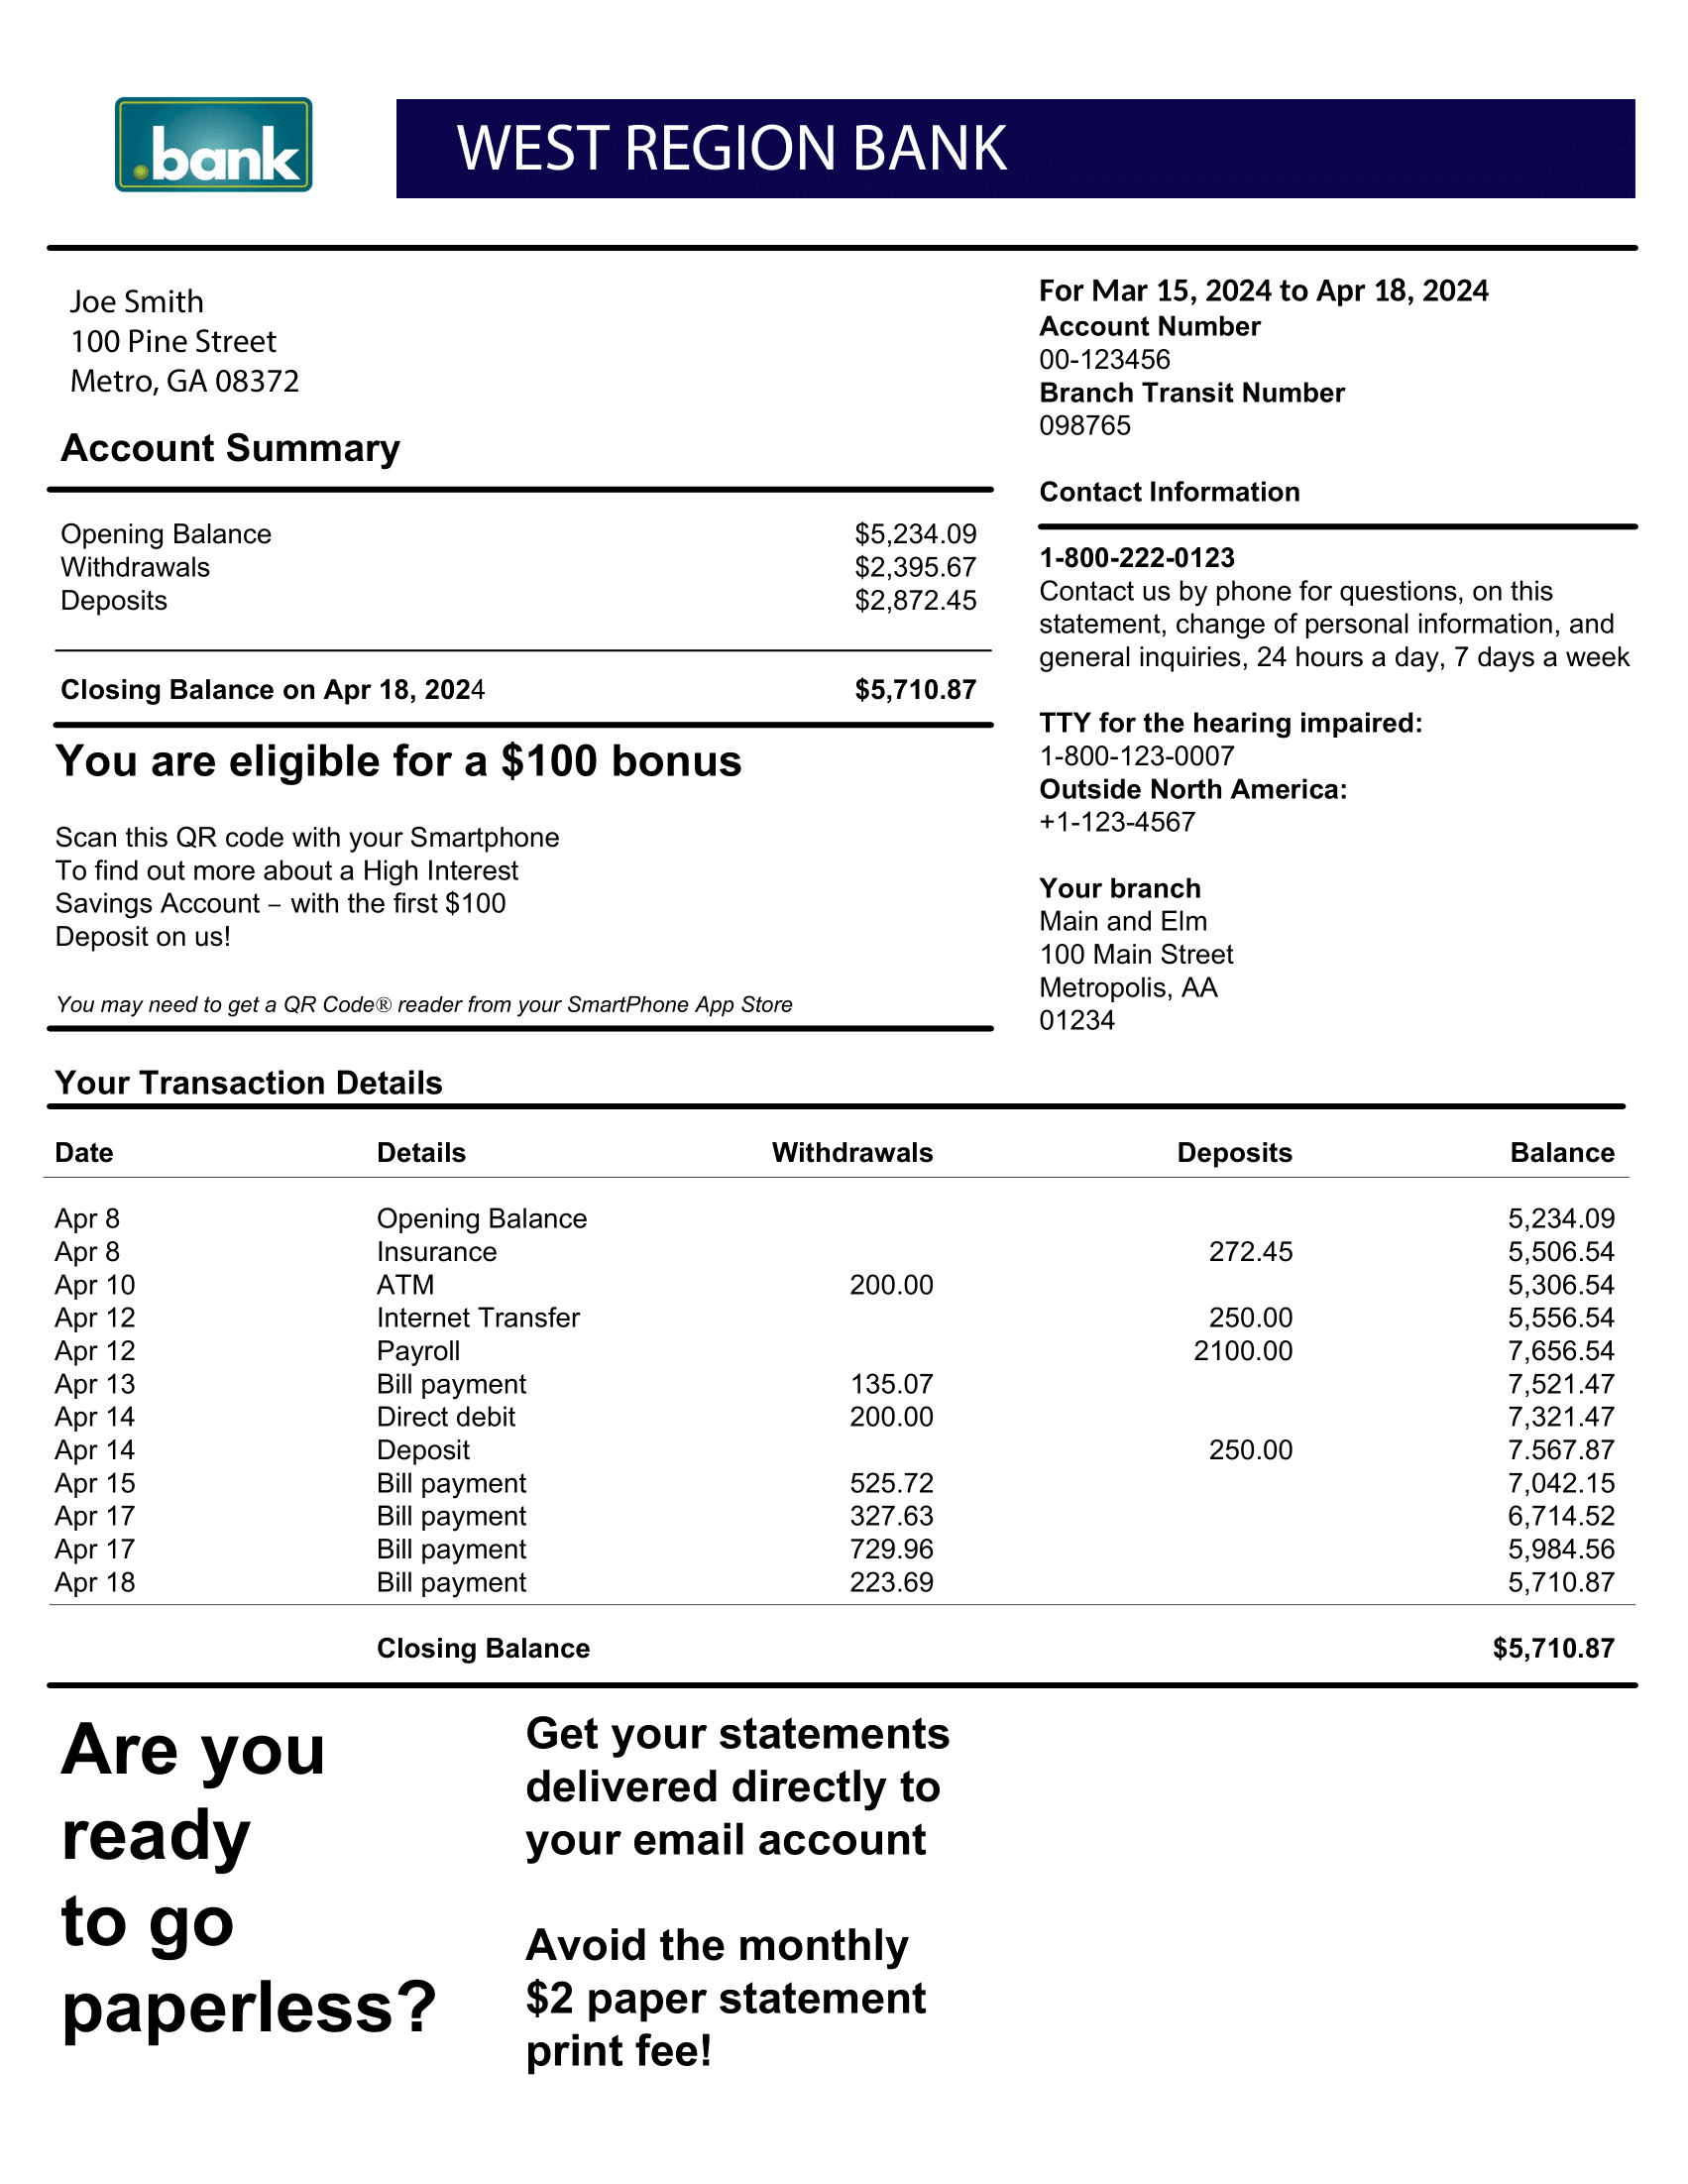 .bank
WEST REGION BANK
Joe Smith
100 Pine Street
Metro, GA 08372
For Mar 15, 2024 to Apr 18, 2024
Account Number
00-123456
Branch Transit Number
098765
Account Summary
Opening Balance $5,234.09
Withdrawals $2,395.67
Deposits $2,872.45
Closing Balance on Apr 18, 2024 $5,710.87
Contact Information
1-800-222-0123
Contact us by phone for questions, on this
statement, change of personal information, and
general inquiries, 24 hours a day, 7 days a week
TTY for the hearing impaired:
1-800-123-0007
Outside North America:
+1-123-4567
Your branch
Main and Elm
100 Main Street
Metropolis, AA
01234
You are eligible for a $100 bonus
Scan this QR code with your Smartphone
To find out more about a High Interest
Savings Account – with the first $100
Deposit on us!
You may need to get a QR Code® reader from your SmartPhone App Store
Your Transaction Details
Date Details Withdrawals Deposits Balance
Apr 8 Opening Balance 5,234.09
Apr 8 Insurance 272.45 5,506.54
Apr 10 ATM 200.00 5,306.54
Apr 12 Internet Transfer 250.00 5,556.54
Apr 12 Payroll 2100.00 7,656.54
Apr 13 Bill payment 135.07 7,521.47
Apr 14 Direct debit 200.00 7,321.47
Apr 14 Deposit 250.00 7.567.87
Apr 15 Bill payment 525.72 7,042.15
Apr 17 Bill payment 327.63 6,714.52
Apr 17 Bill payment 729.96 5,984.56
Apr 18 Bill payment 223.69 5,710.87
Closing Balance $5,710.87
Are you
ready
to go
paperless?
Get your statements
delivered directly to
your email account
Avoid the monthly
$2 paper statement
print fee!